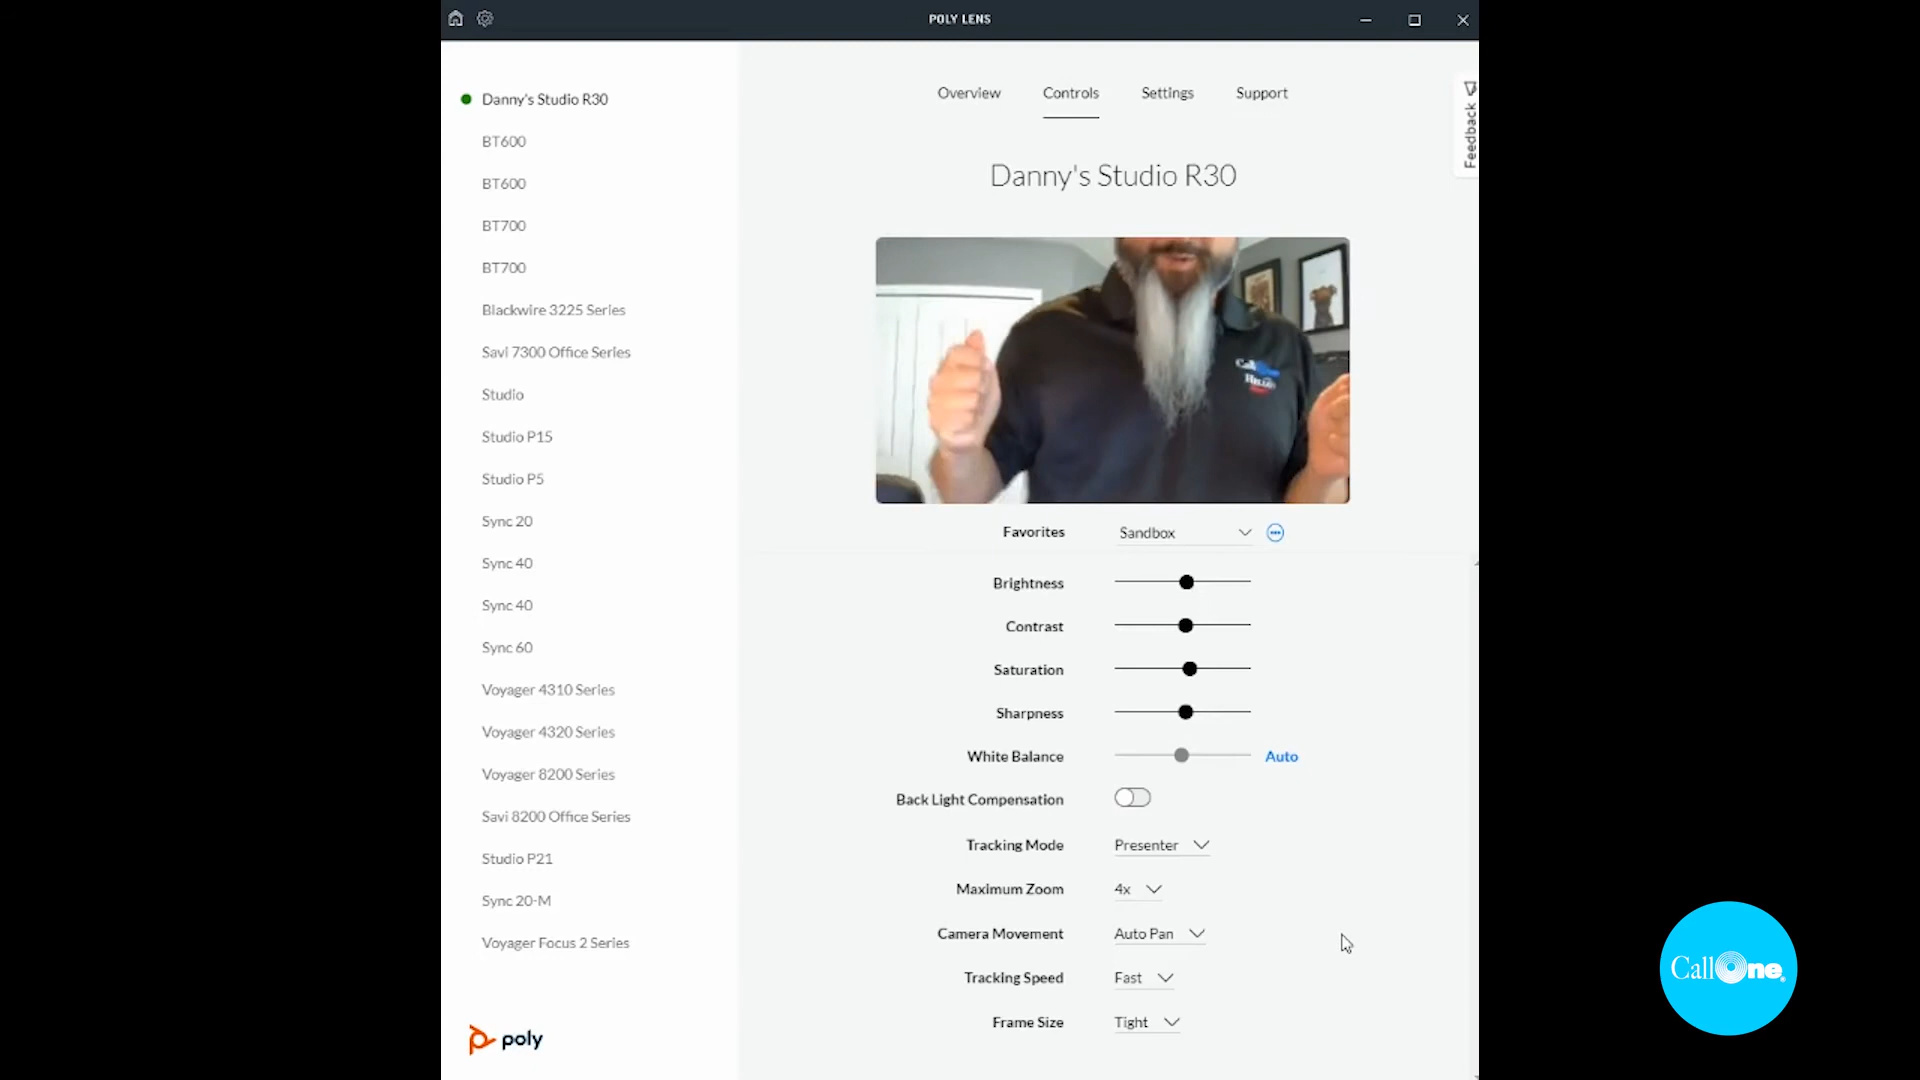 POLY LENS
Danny's Studio R30
BT600
BT600
BT700
BT700
Blackwire 3225 Series
Savi 7300 Office Series
Studio
Studio P15
Studio P5
Sync 20
Sync 40
Sync 40
Sync 60
Voyager 4310 Series
Voyager 4320 Series
Voyager 8200 Series
Savi 8200 Office Series
Studio P21
Sync 20-M
Voyager Focus 2 Series
poly
Overview Controls Settings Support
Feedback
Danny's Studio R30
Favorites Sandbox
Brightness
Contrast
Saturation
Sharpness
White Balance Auto
Back Light Compensation
Tracking Mode Presenter
Maximum Zoom 4x
Camera Movement Auto Pan
Tracking Speed Fast
Frame Size Tight
CallOne